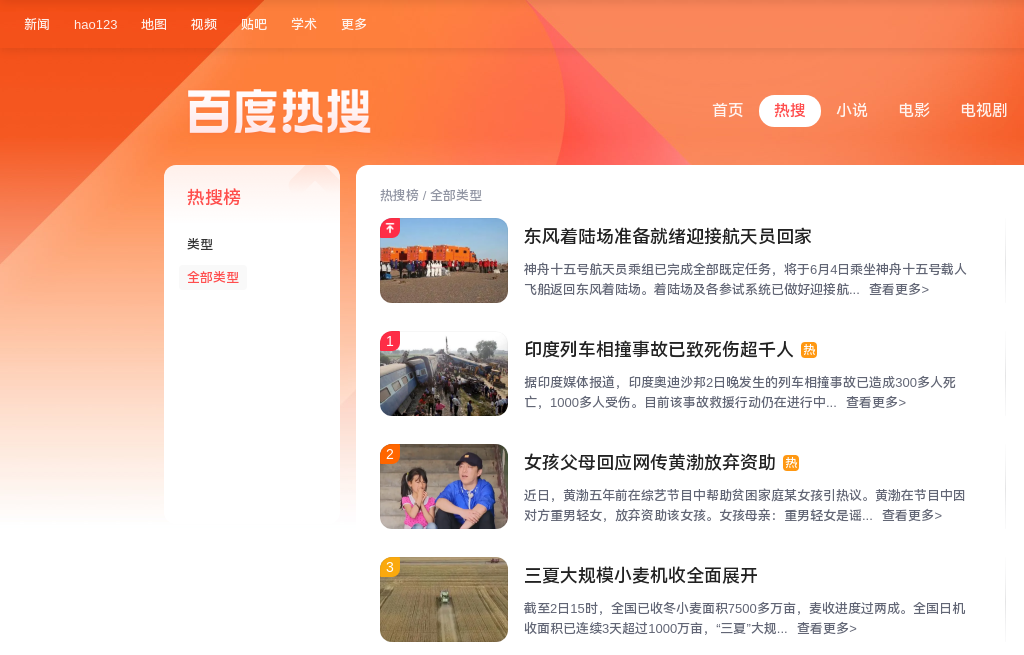 新闻 hao123 地图 视频 贴吧 学术 更多
百度热搜
首页 热搜 小说 电影 电视剧
热搜榜
类型
全部类型
热搜榜 / 全部类型
东风着陆场准备就绪迎接航天员回家
神舟十五号航天员乘组已完成全部既定任务，将于6月4日乘坐神舟十五号载人
飞船返回东风着陆场。着陆场及各参试系统已做好迎接航... 查看更多>
1
印度列车相撞事故已致死伤超千人 热
据印度媒体报道，印度奥迪沙邦2日晚发生的列车相撞事故已造成300多人死
亡，1000多人受伤。目前该事故救援行动仍在进行中... 查看更多>
2
女孩父母回应网传黄渤放弃资助 热
近日，黄渤五年前在综艺节目中帮助贫困家庭某女孩引热议。黄渤在节目中因
对方重男轻女，放弃资助该女孩。女孩母亲：重男轻女是谣... 查看更多>
3
三夏大规模小麦机收全面展开
截至2日15时，全国已收冬小麦面积7500多万亩，麦收进度过两成。全国日机
收面积已连续3天超过1000万亩，“三夏”大规... 查看更多>